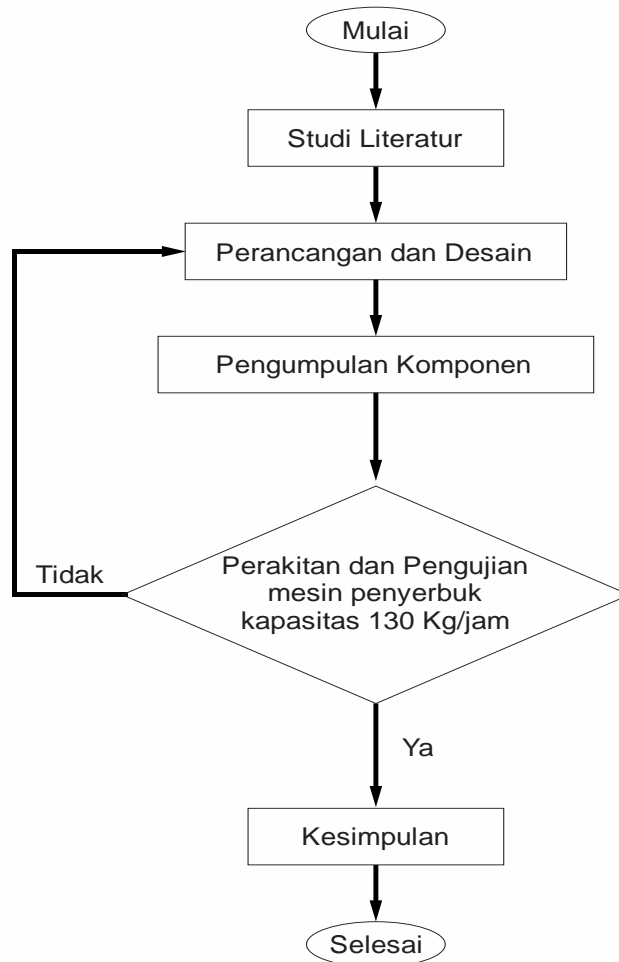 Mulai
Studi Literatur
Perancangan dan Desain
Pengumpulan Komponen
Perakitan dan Pengujian
mesin penyerbuk
kapasitas 130 Kg/jam
Tidak
Ya
Kesimpulan
Selesai